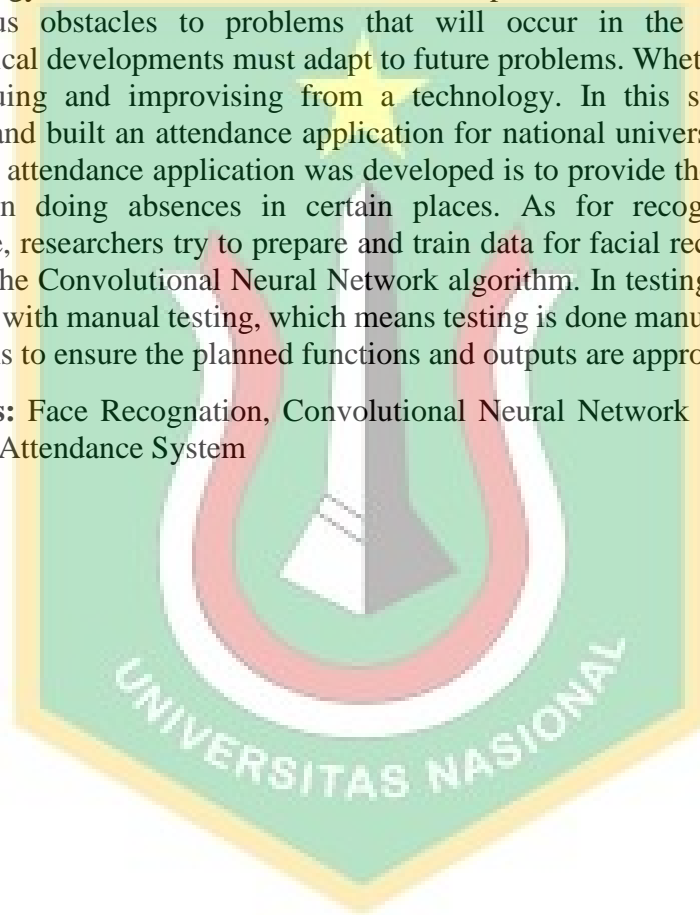 us obstacles to problems that will occur in the
cal developments must adapt to future problems. Whet
uing and improvising from a technology. In this s
and built an attendance application for national univers
attendance application was developed is to provide th
n doing absences in certain places. As for recog
e, researchers try to prepare and train data for facial rec
he Convolutional Neural Network algorithm. In testing
with manual testing, which means testing is done manu
s to ensure the planned functions and outputs are appro
s: Face Recognation, Convolutional Neural Network
Attendance System
UNIVERSITAS NASIONAL